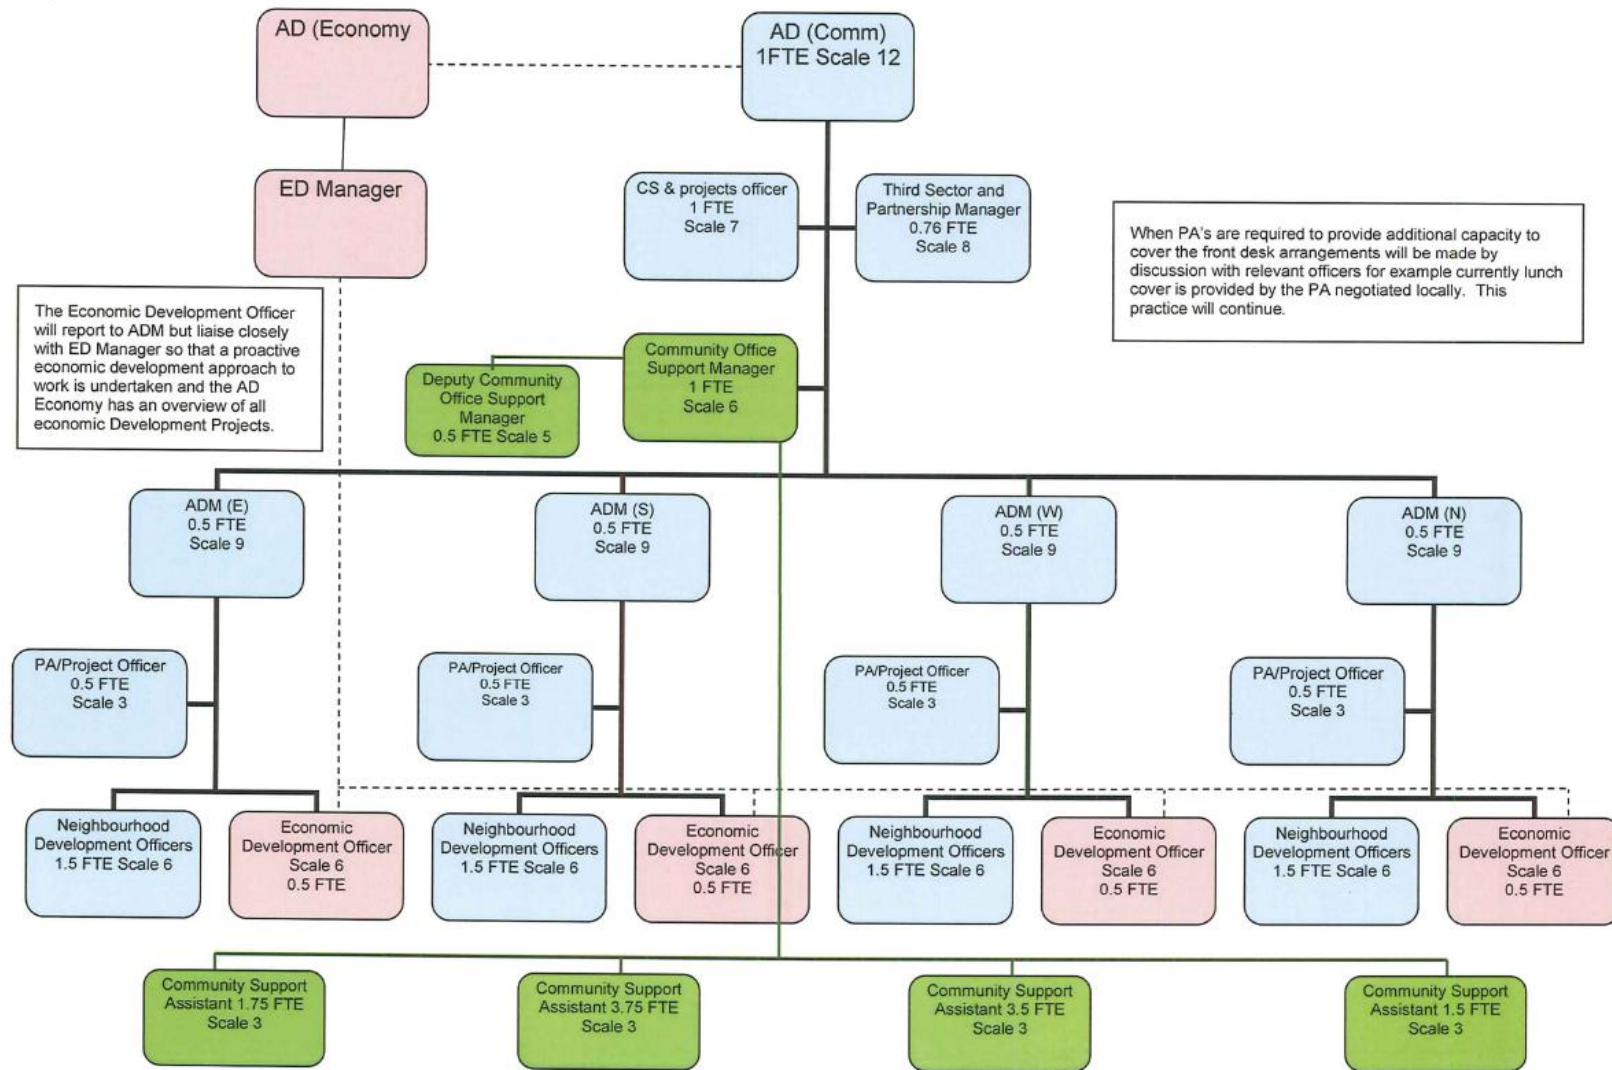 AD (Economy
AD (Comm)
1FTE Scale 12
ED Manager
CS & projects officer
1 FTE
Scale 7
Third Sector and
Partnership Manager
0.76 FTE
Scale 8
When PA's are required to provide additional capacity to
cover the front desk arrangements will be made by
discussion with relevant officers for example currently lunch
cover is provided by the PA negotiated locally. This
practice will continue.
The Economic Development Officer
will report to ADM but liaise closely
with ED Manager so that a proactive
economic development approach to
work is undertaken and the AD
Economy has an overview of all
economic Development Projects.
Deputy Community
Office Support
Manager
0.5 FTE Scale 5
Community Office
Support Manager
1 FTE
Scale 6
ADM (E)
0.5 FTE
Scale 9
ADM (S)
0.5 FTE
Scale 9
ADM (W)
0.5 FTE
Scale 9
ADM (N)
0.5 FTE
Scale 9
PA/Project Officer
0.5 FTE
Scale 3
PA/Project Officer
0.5 FTE
Scale 3
PA/Project Officer
0.5 FTE
Scale 3
PA/Project Officer
0.5 FTE
Scale 3
Neighbourhood
Development Officers
1.5 FTE Scale 6
Economic
Development Officer
Scale 6
0.5 FTE
Neighbourhood
Development Officers
1.5 FTE Scale 6
Economic
Development Officer
Scale 6
0.5 FTE
Neighbourhood
Development Officers
1.5 FTE Scale 6
Economic
Development Officer
Scale 6
0.5 FTE
Neighbourhood
Development Officers
1.5 FTE Scale 6
Economic
Development Officer
Scale 6
0.5 FTE
Community Support
Assistant 1.75 FTE
Scale 3
Community Support
Assistant 3.75 FTE
Scale 3
Community Support
Assistant 3.5 FTE
Scale 3
Community Support
Assistant 1.5 FTE
Scale 3